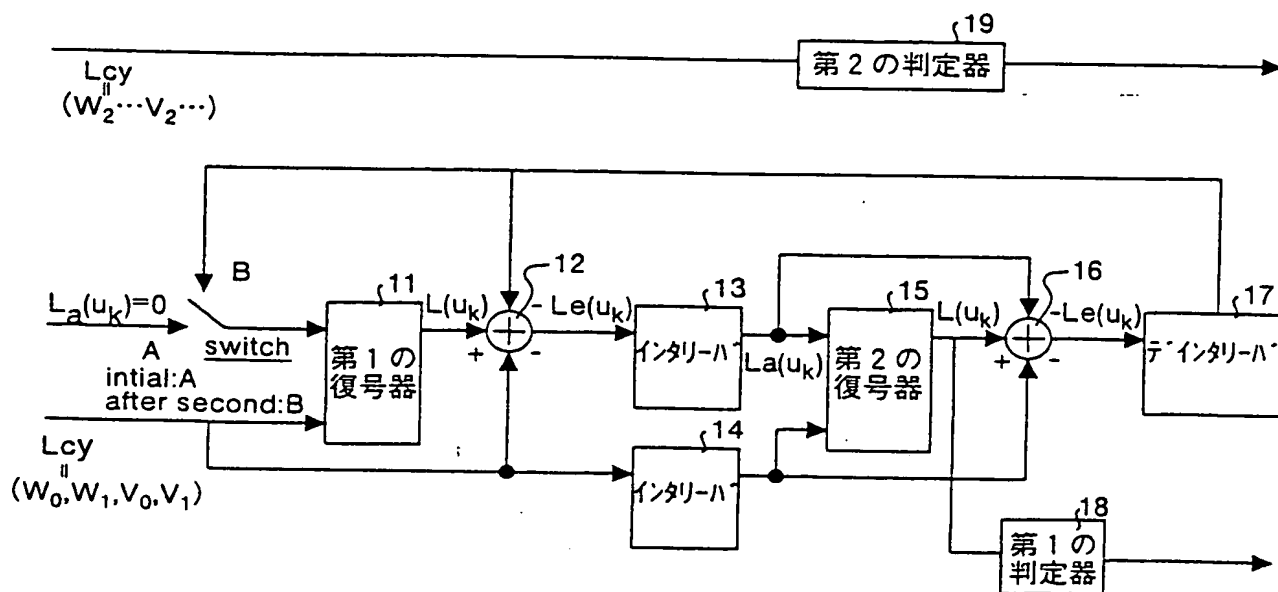 19
第2の判定器
Lcy
=
(W₂…V₂…)
B
12
16
11
L(uₖ)
-
Le(uₖ)
13
15
L(uₖ)
-
Le(uₖ)
17
Lₐ(uₖ)=0
A
switch
第1の
復号器
+
-
インタリーバ
La(uₖ)
第2の
復号器
+
-
デインタリーバ
intial:A
after second:B
14
Lcy
=
(W₀,W₁,V₀,V₁)
インタリーバ
18
第1の
判定器